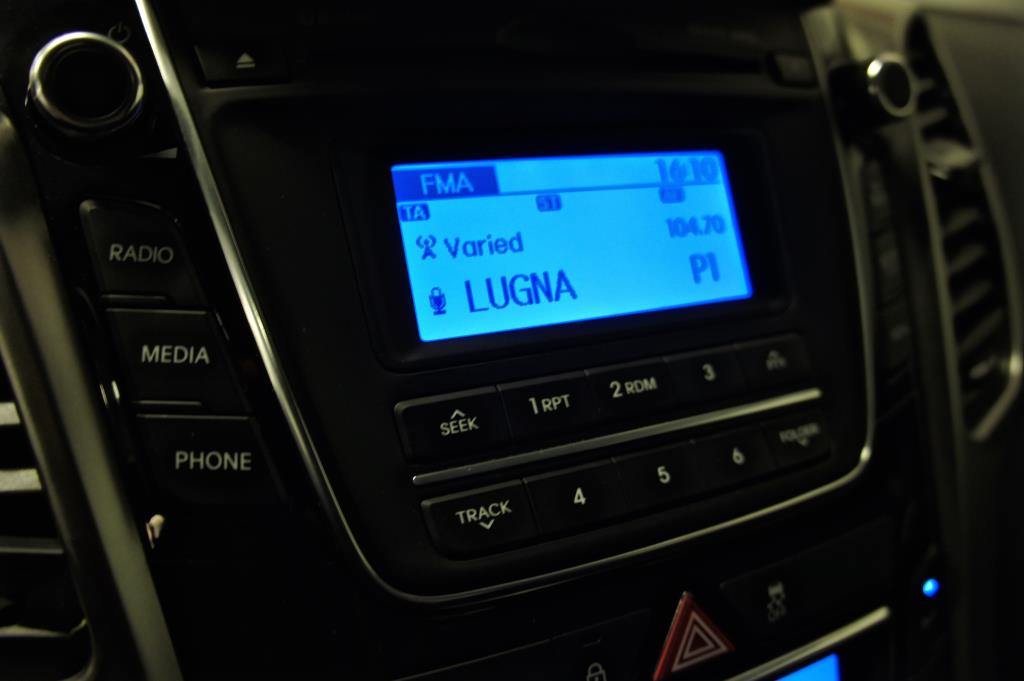 FMA 16:10
TA ST
Varied 104.70
LUGNA PI
RADIO
MEDIA
PHONE
SEEK 1 RPT 2 RDM 3
TRACK 4 5 6 FOLDER